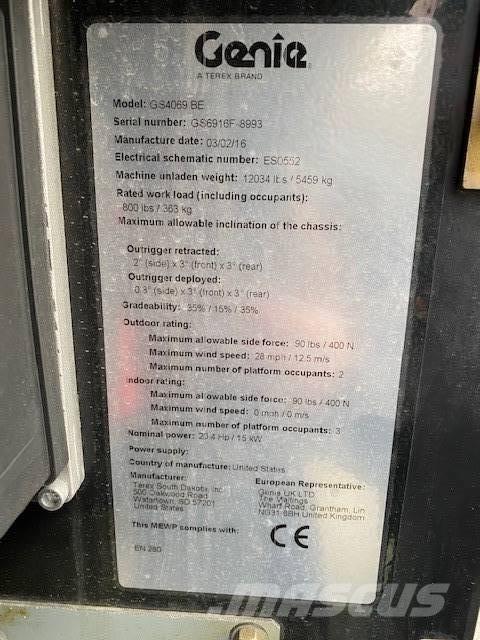 Genie
A TEREX BRAND
Model: GS4069 BE
Serial number: GS6916F-8993
Manufacture date: 03/02/16
Electrical schematic number: ES0552
Machine unladen weight: 12034 lbs / 5459 kg
Rated work load (including occupants):
800 lbs / 363 kg
Maximum allowable inclination of the chassis:
Outrigger retracted:
2° (side) x 3° (front) x 3° (rear)
Outrigger deployed:
0.3° (side) x 3° (front) x 3° (rear)
Gradeability: 35% / 15% / 35%
Outdoor rating:
Maximum allowable side force: 90 lbs / 400 N
Maximum wind speed: 28 mph / 12.5 m/s
Maximum number of platform occupants: 2
Indoor rating:
Maximum allowable side force: 90 lbs / 400 N
Maximum wind speed: 0 mph / 0 m/s
Maximum number of platform occupants: 3
Nominal power: 20.4 Hp / 15 kW
Power supply:
Country of manufacture: United States
Manufacturer:
Terex South Dakota, Inc
500 Oakwood Road
Watertown, SD 57201
United States
European Representative:
Genie UK LTD
The Maltings
Wharf Road, Grantham, Lin
NG31-6BH United Kingdom
This MEWP complies with:
CE
EN 280
MASCUS